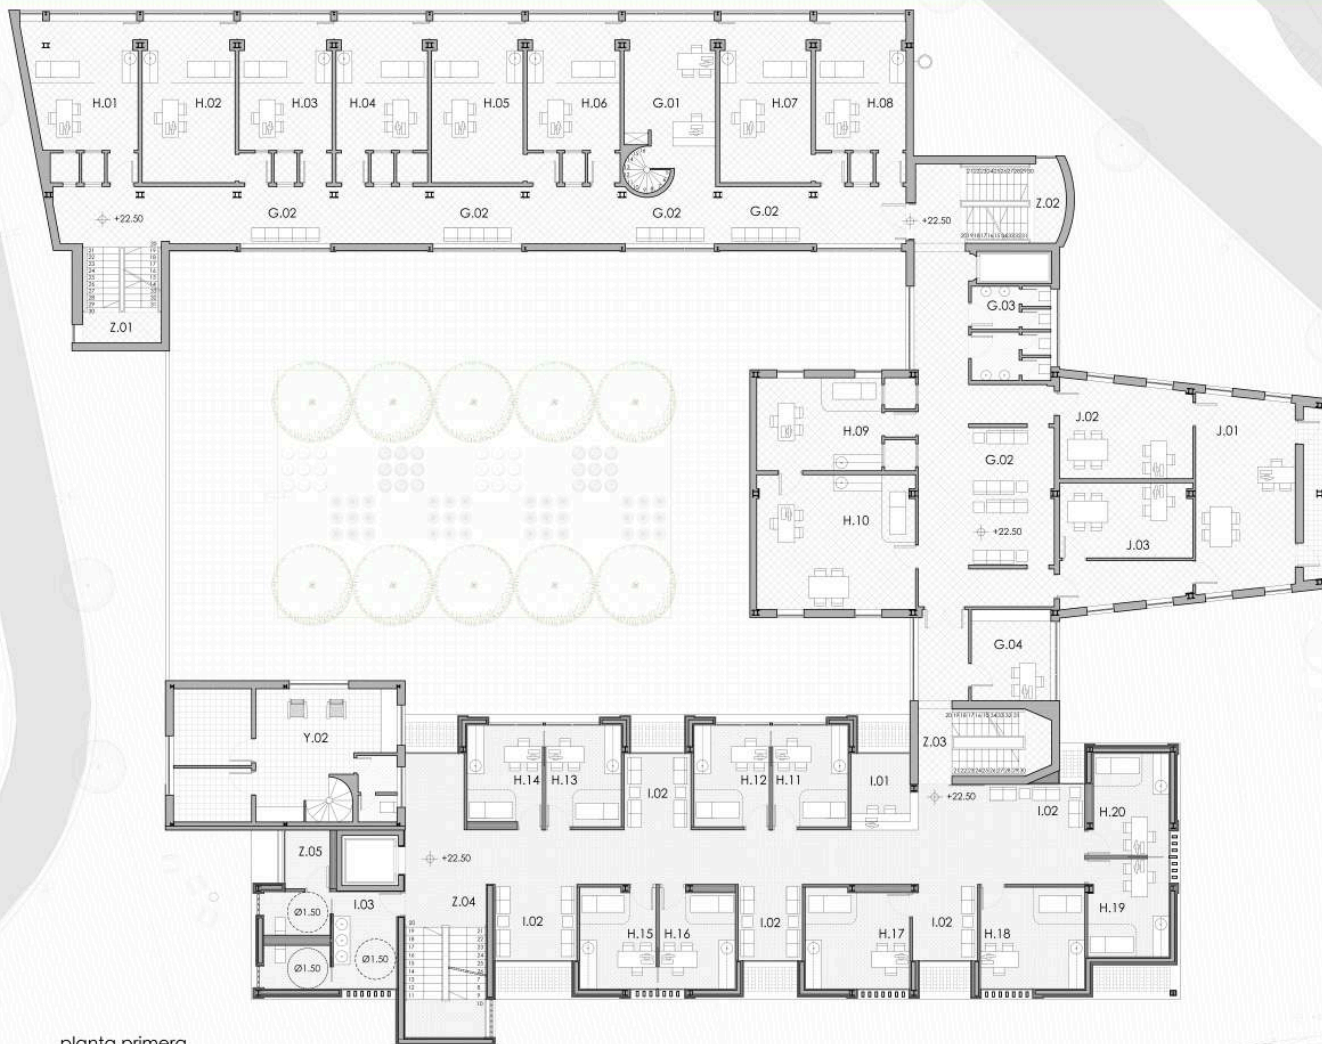 H.01
H.02
H.03
H.04
H.05
H.06
G.01
H.07
H.08
+22.50
G.02
G.02
G.02
G.02
+22.50
Z.02
Z.01
G.03
H.09
G.02
J.02
J.01
H.10
+22.50
J.03
G.04
Y.02
Z.03
H.14
H.13
I.02
H.12
H.11
I.01
+22.50
I.02
H.20
Z.05
+22.50
I.03
Z.04
Ø1.50
Ø1.50
Ø1.50
I.02
H.15
H.16
I.02
H.17
I.02
H.18
H.19
planta primera